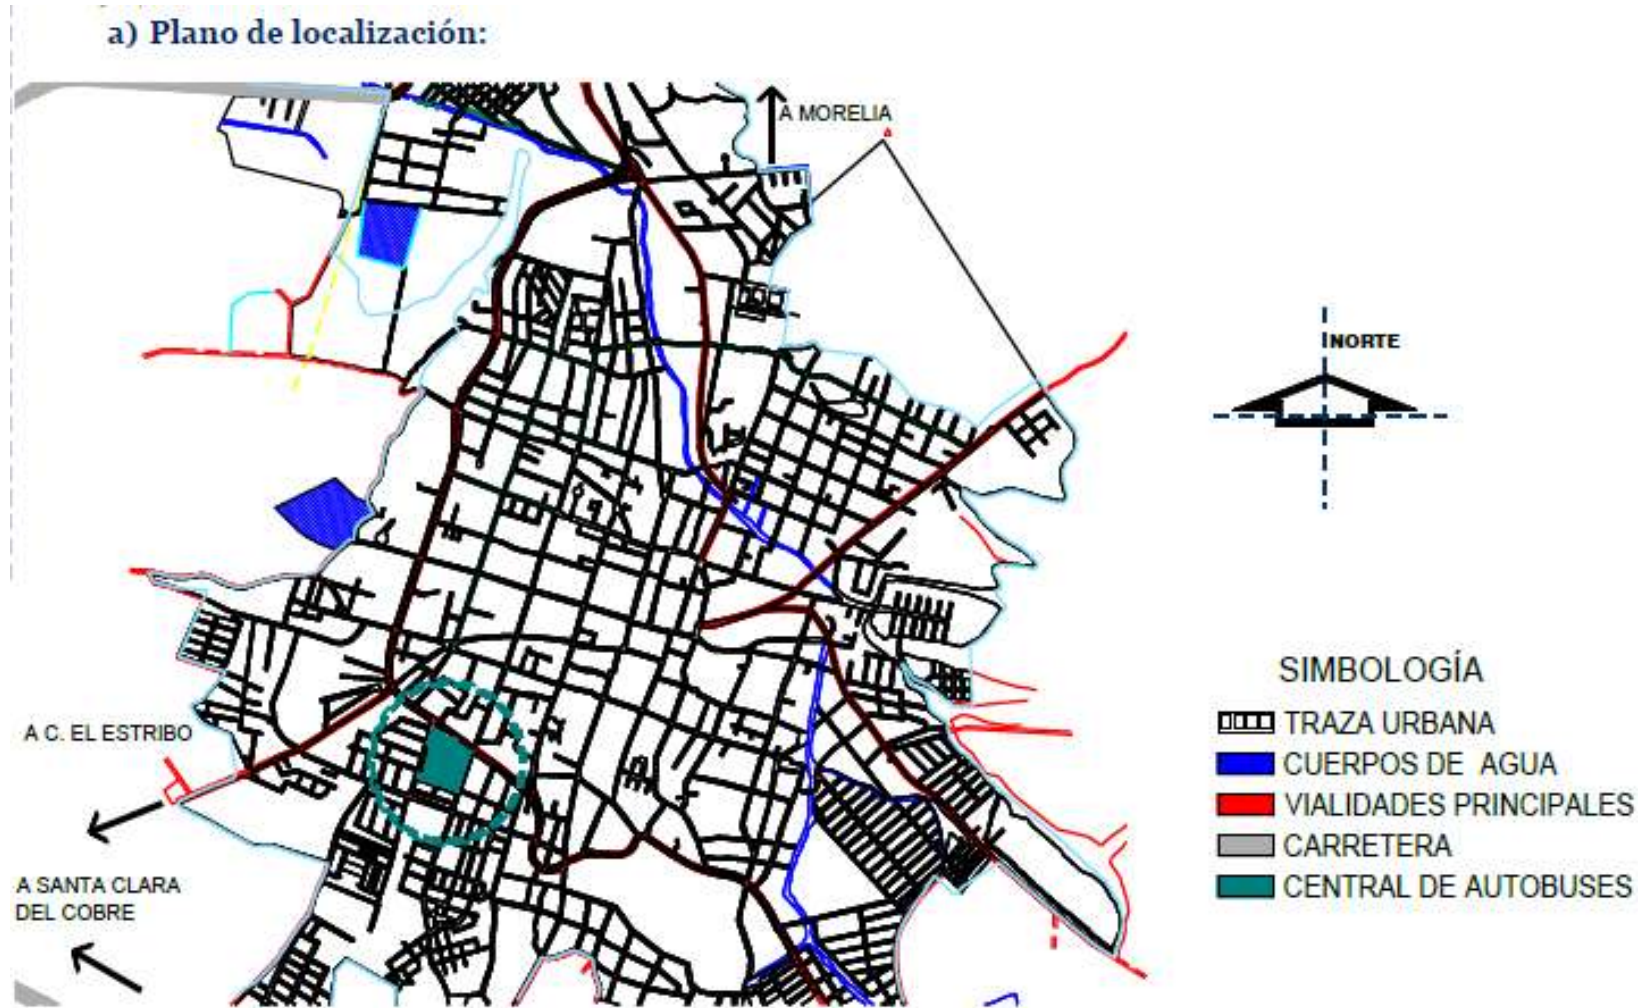 a) Plano de localización:
A MORELIA
NORTE
A C. EL ESTRIBO
A SANTA CLARA
DEL COBRE
SIMBOLOGÍA
TRAZA URBANA
CUERPOS DE AGUA
VIALIDADES PRINCIPALES
CARRETERA
CENTRAL DE AUTOBUSES